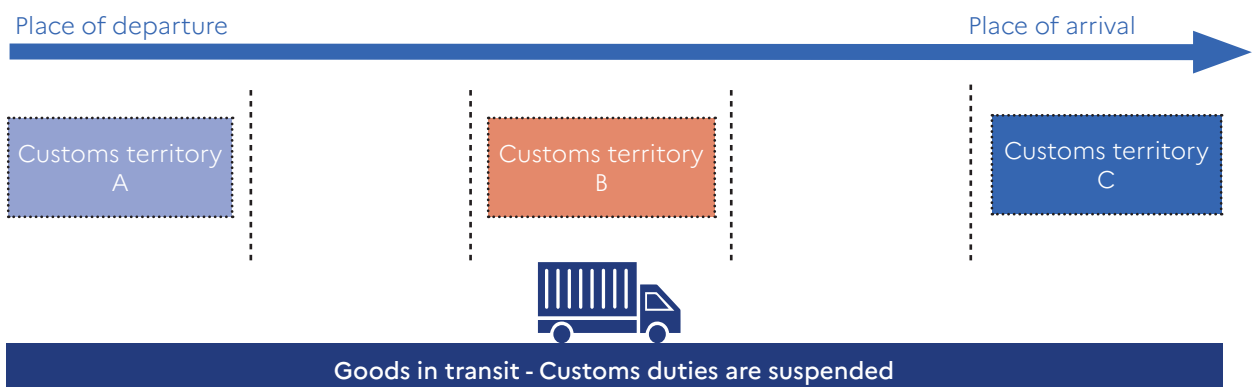 Place of departure
Place of arrival
Customs territory
A
Customs territory
B
Customs territory
C
Goods in transit - Customs duties are suspended